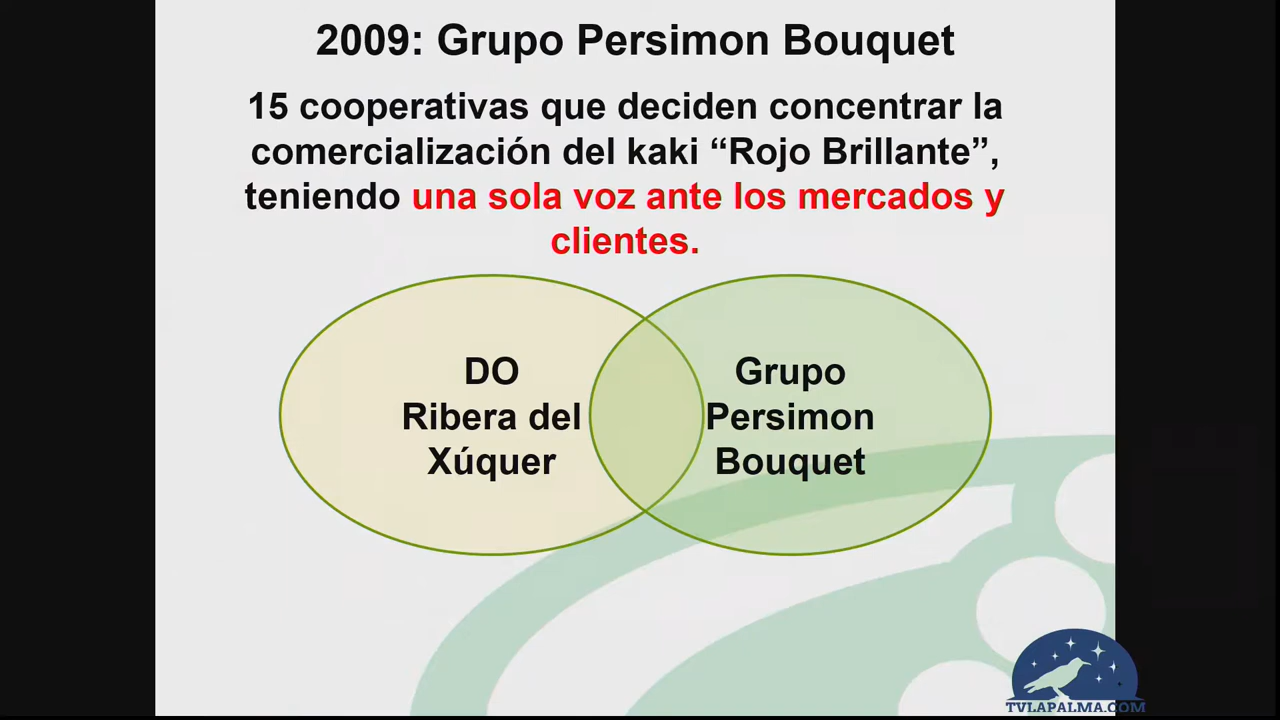 2009: Grupo Persimon Bouquet
15 cooperativas que deciden concentrar la
comercialización del kaki “Rojo Brillante”,
teniendo una sola voz ante los mercados y
clientes.
DO
Ribera del
Xúquer
Grupo
Persimon
Bouquet
TVLAPALMA.COM